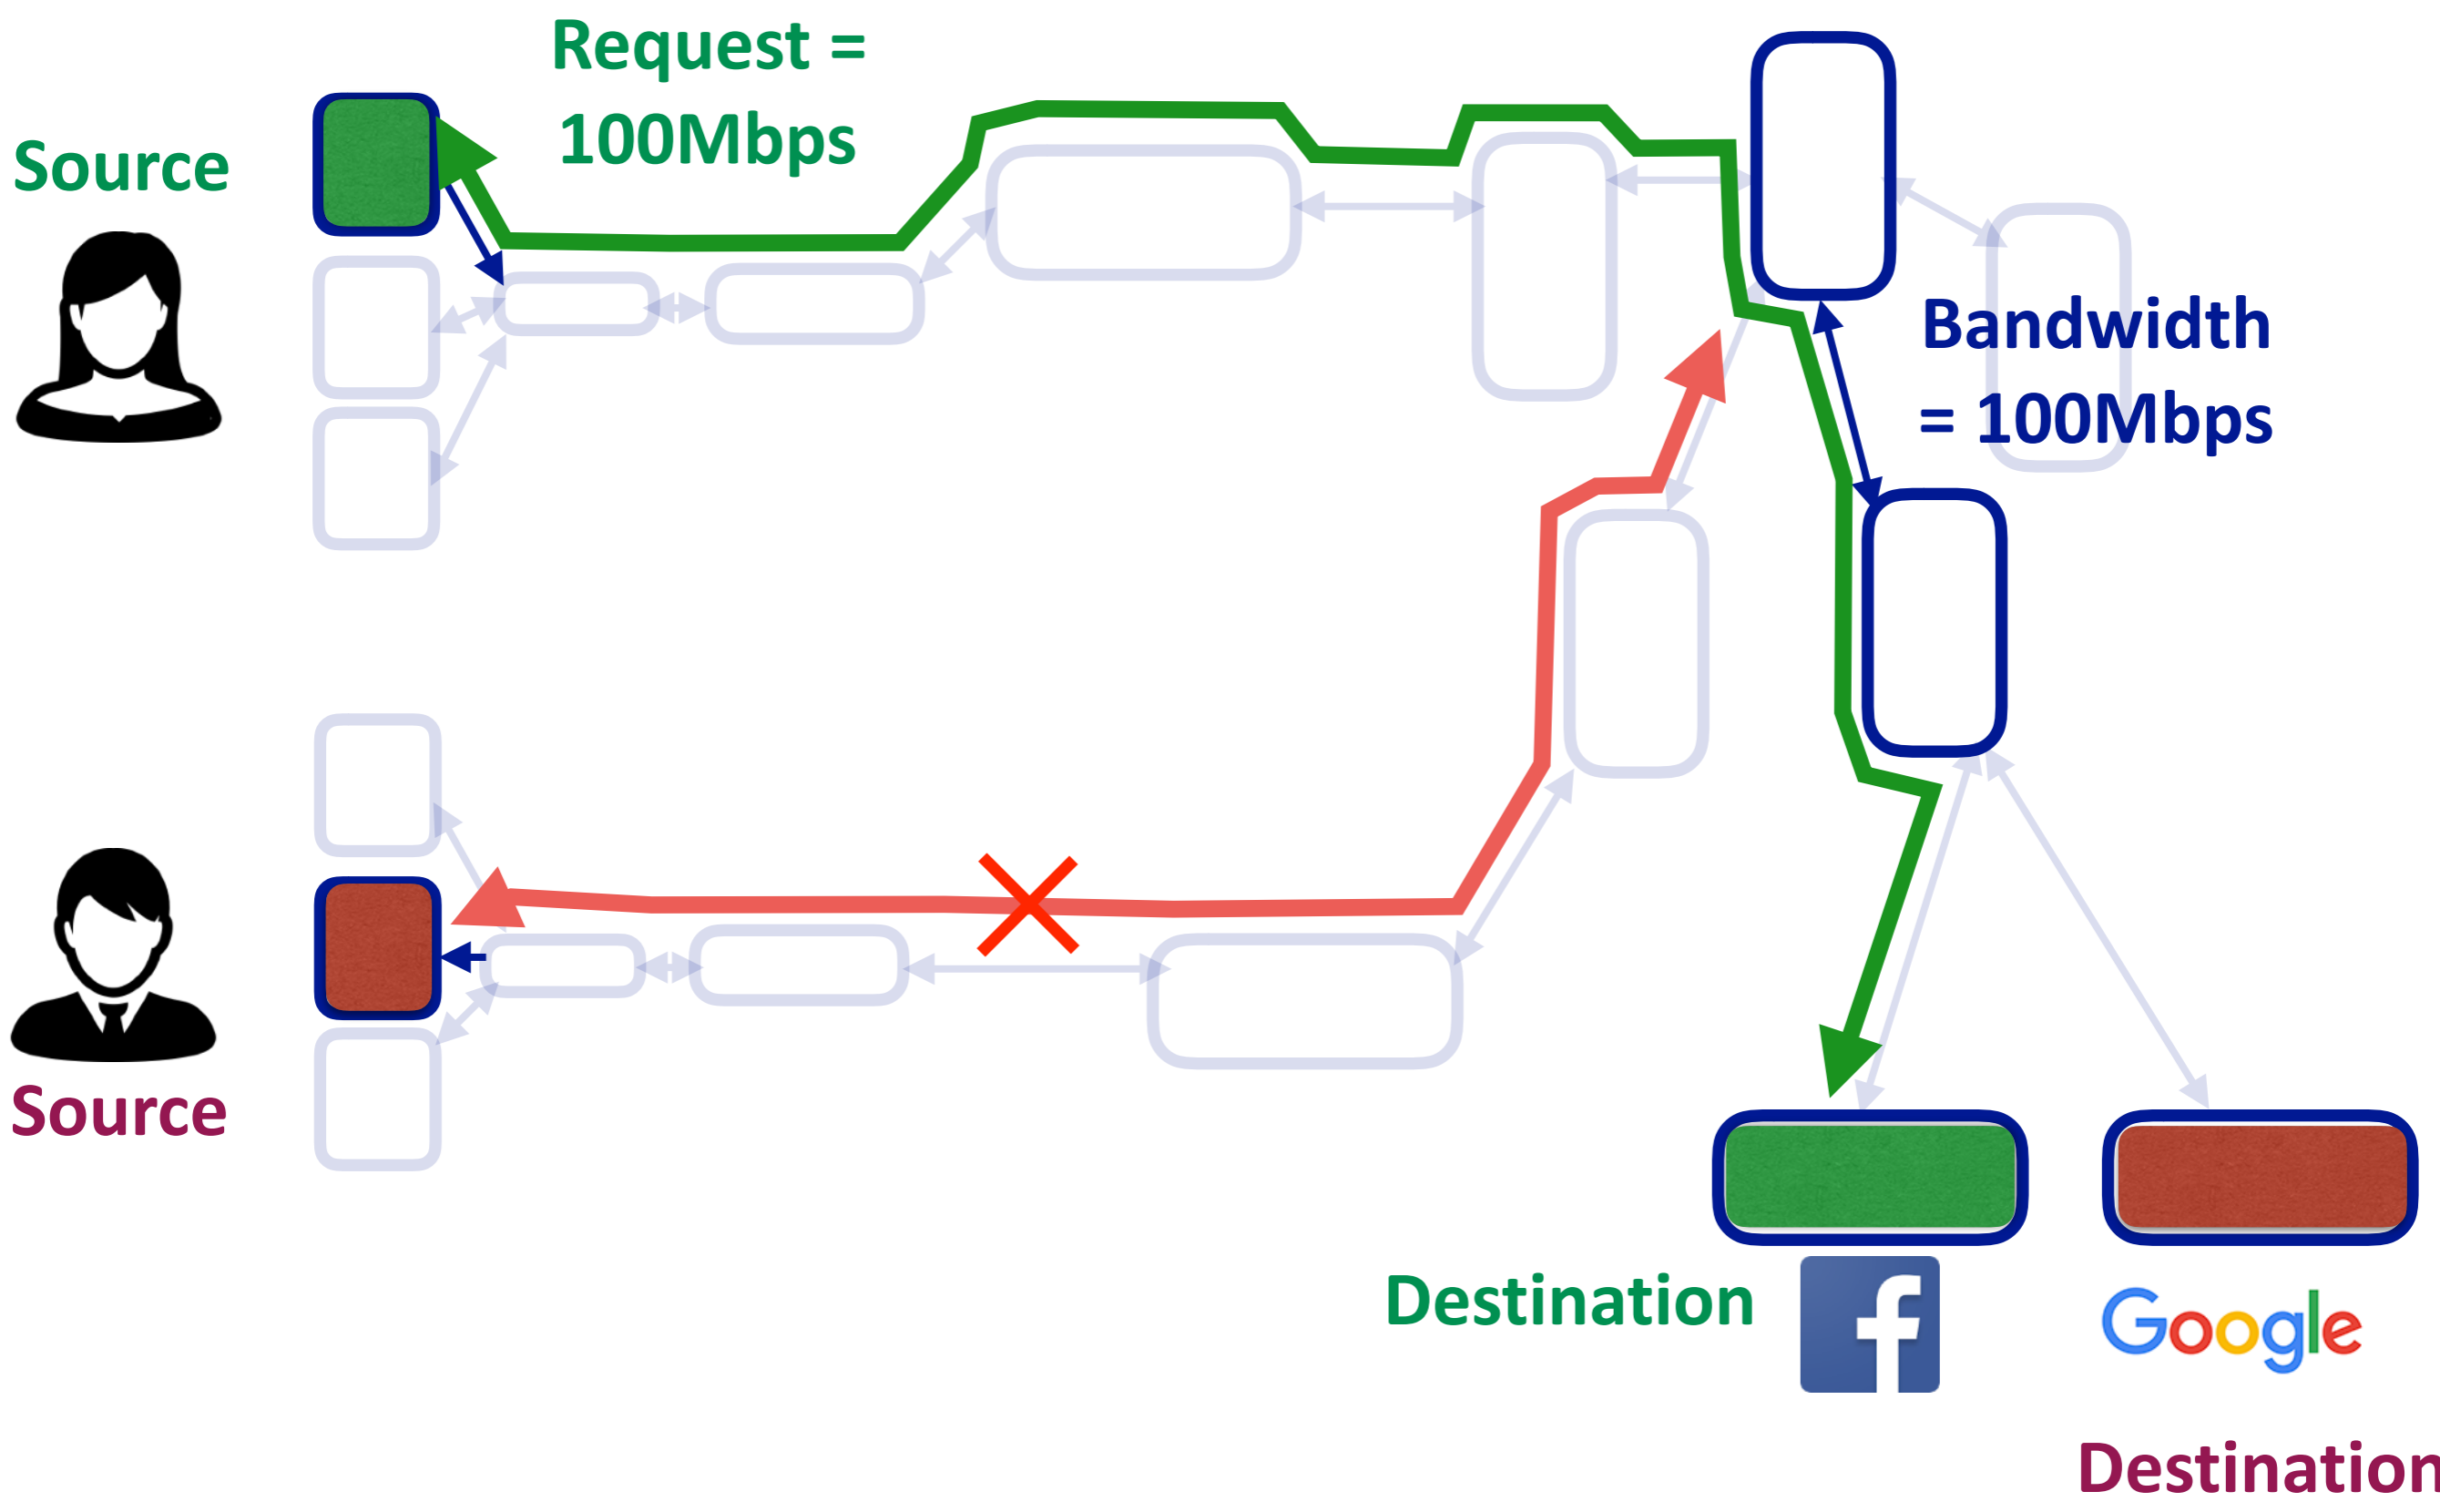 Request =
100Mbps
Source
Bandwidth
= 100Mbps
Source
Destination
f
Google
Destination